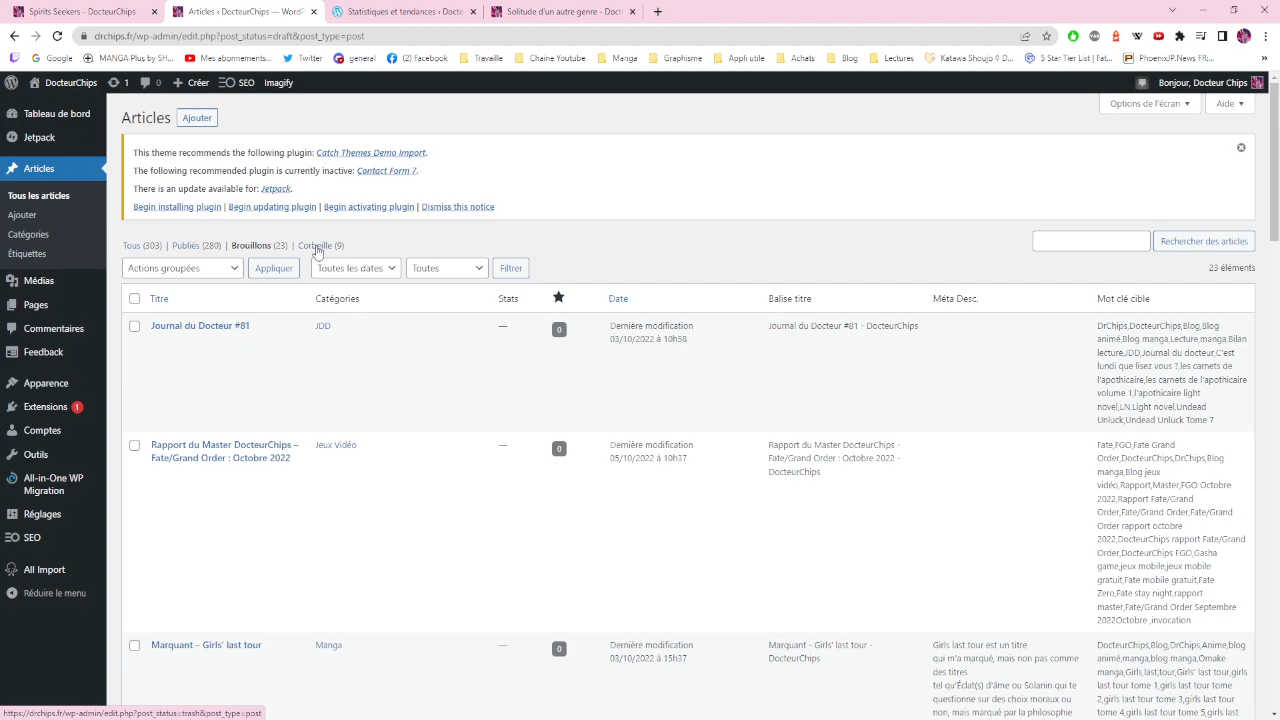 Spirits Seekers - DocteurChips
Articles ‹ DocteurChips — WordP
Statistiques et tendances ‹ Docte
Solitude d'un autre genre - Doct
drchips.fr/wp-admin/edit.php?post_status=draft&post_type=post
Google
MANGA Plus by SH...
Mes abonnements...
Twitter
general
(2) Facebook
Travaille
Chaine Youtube
Manga
Graphisme
Appli utile
Achats
Blog
Lectures
Katawa Shoujo ◊ D...
5 Star Tier List | Fat...
PhoenixJP.News FR:...
DocteurChips
1
0
Créer
SEO
Imagify
Bonjour, Docteur Chips
Tableau de bord
Jetpack
Articles
Tous les articles
Ajouter
Catégories
Étiquettes
Médias
Pages
Commentaires
Feedback
Apparence
Extensions 1
Comptes
Outils
All-in-One WP
Migration
Réglages
SEO
All Import
Réduire le menu
Options de l'écran
Aide
Articles
Ajouter
This theme recommends the following plugin: Catch Themes Demo Import.
The following recommended plugin is currently inactive: Contact Form 7.
There is an update available for: Jetpack.
Begin installing plugin | Begin updating plugin | Begin activating plugin | Dismiss this notice
Tous (303) | Publiés (280) | Brouillons (23) | Corbeille (9)
Rechercher des articles
Actions groupées
Appliquer
Toutes les dates
Toutes
Filtrer
23 éléments
Titre
Catégories
Stats
Date
Balise titre
Méta Desc.
Mot clé cible
Journal du Docteur #81
JDD
—
0
Dernière modification
03/10/2022 à 10h58
Journal du Docteur #81 - DocteurChips
DrChips,DocteurChips,Blog,Blog
animé,Blog manga,Lecture,manga,Bilan
lecture,JDD,Journal du docteur,C'est
lundi que lisez vous ?,les carnets de
l'apothicaire,les carnets de l'apothicaire
volume 1,l'apothicaire light
novel,LN,Light novel,Undead
Unluck,Undead Unluck Tome 7
Rapport du Master DocteurChips –
Fate/Grand Order : Octobre 2022
Jeux Vidéo
—
0
Dernière modification
05/10/2022 à 10h37
Rapport du Master DocteurChips -
Fate/Grand Order : Octobre 2022 -
DocteurChips
Fate,FGO,Fate Grand
Order,DocteurChips,DrChips,Blog
manga,Blog jeux
vidéo,Rapport,Master,FGO Octobre
2022,Rapport Fate/Grand
Order,Fate/Grand Order,Fate/Grand
Order rapport octobre
2022,DocteurChips rapport Fate/Grand
Order,DocteurChips FGO,Gasha
game,jeux mobile,jeux mobile
gratuit,Fate mobile gratuit,Fate
Zero,Fate stay night,rapport
master,Fate/Grand Order Septembre
2022Octobre ,invocation
Marquant – Girls' last tour
Manga
—
0
Dernière modification
03/10/2022 à 15h37
Marquant - Girls' last tour -
DocteurChips
Girls last tour est un titre
qui m'a marqué, mais non pas comme
des titres
tel qu'Éclat(s) d'âme ou Solanin qui te
questionne sur des choix moraux ou
non, mais marqué par la philosophie
DocteurChips,Blog,DrChips,Anime,blog
animé,manga,blog manga,Omake
manga,Girls,last,tour,Girls' last tour,girls
last tour tome 1,girls last tour tome
2,girls last tour tome 3,girls last tour
tome 4,girls last tour tome 5,girls last
https://drchips.fr/wp-admin/edit.php?post_status=trash&post_type=post